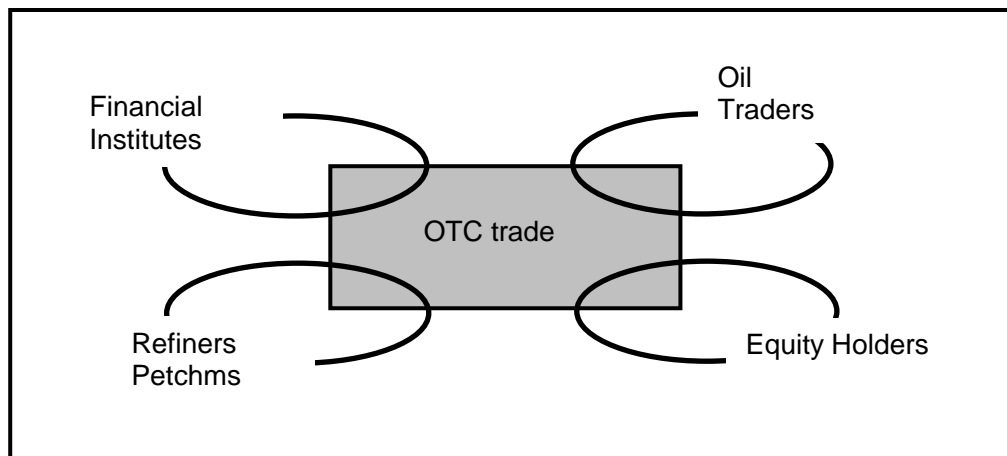 Financial
Institutes
Oil
Traders
OTC trade
Refiners
Petchms
Equity Holders